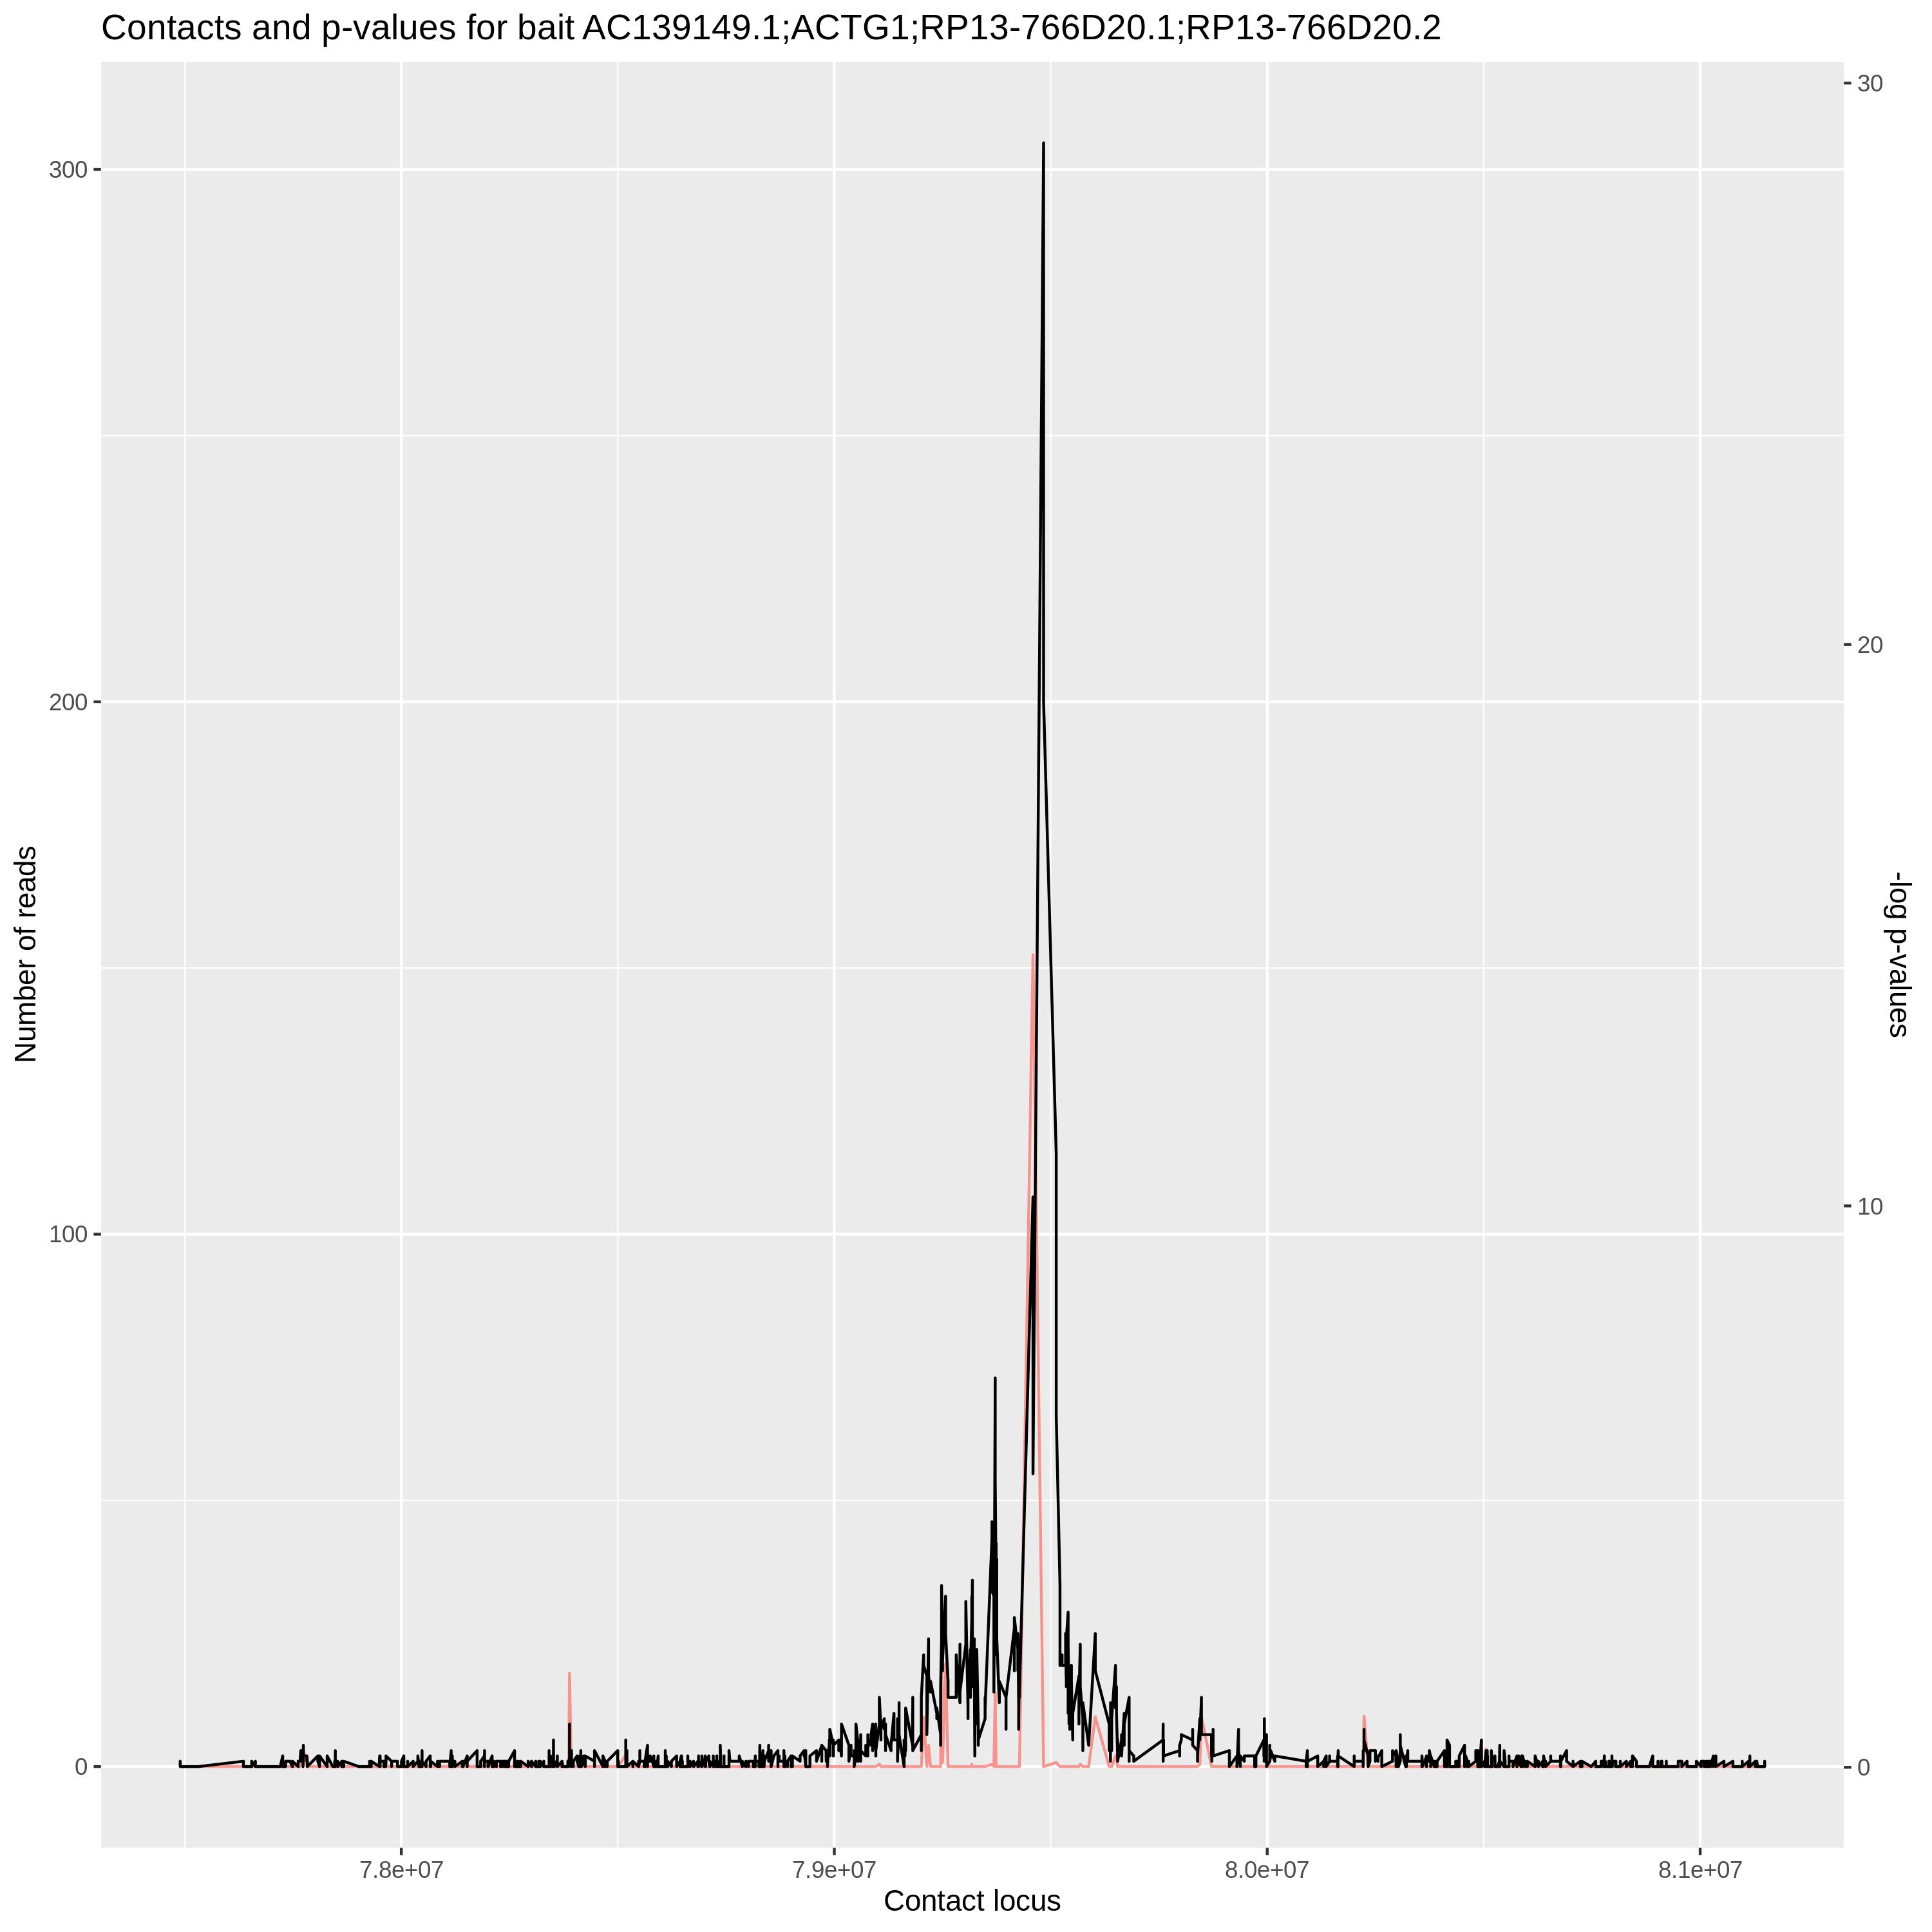 Contacts and p-values for bait AC139149.1;ACTG1;RP13-766D20.1;RP13-766D20.2
30
300
20
200
Number of reads
-log p-values
10
100
0
0
7.8e+07
7.9e+07
8.0e+07
8.1e+07
Contact locus